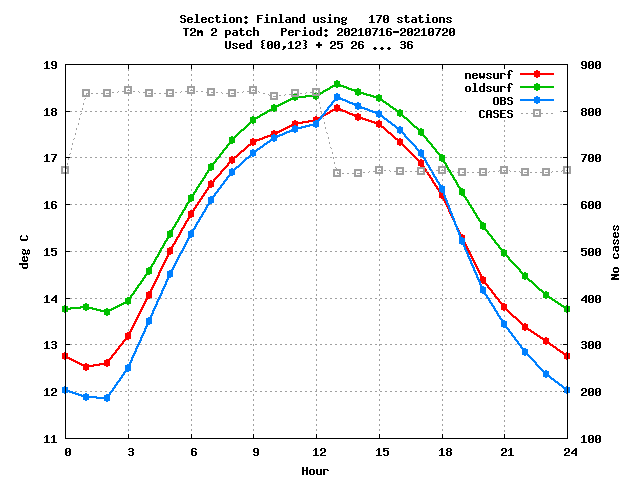 Selection: Finland using   170 stations
T2m 2 patch   Period: 20210716-20210720
Used {00,12} + 25 26 ... 36
newsurf
oldsurf
OBS
CASES
19
18
17
16
15
14
13
12
11
deg C
900
800
700
600
500
400
300
200
100
No cases
0 3 6 9 12 15 18 21 24
Hour